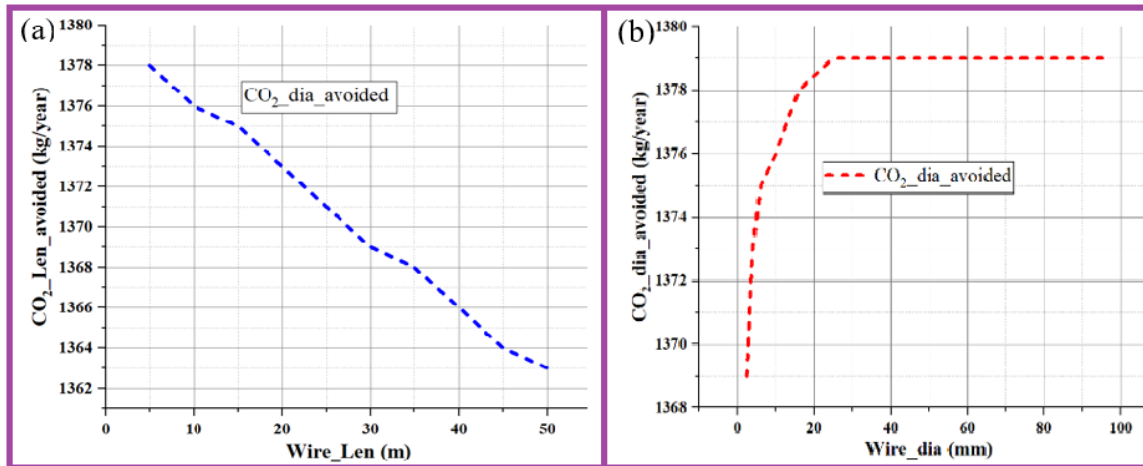 (a)
CO₂_Len_avoided (kg/year)
1380
1378
1376
1374
1372
1370
1368
1366
1364
1362
CO₂_dia_avoided
0 10 20 30 40 50
Wire_Len (m)
(b)
CO₂_dia_avoided (kg/year)
1380
1378
1376
1374
1372
1370
1368
CO₂_dia_avoided
0 20 40 60 80 100
Wire_dia (mm)